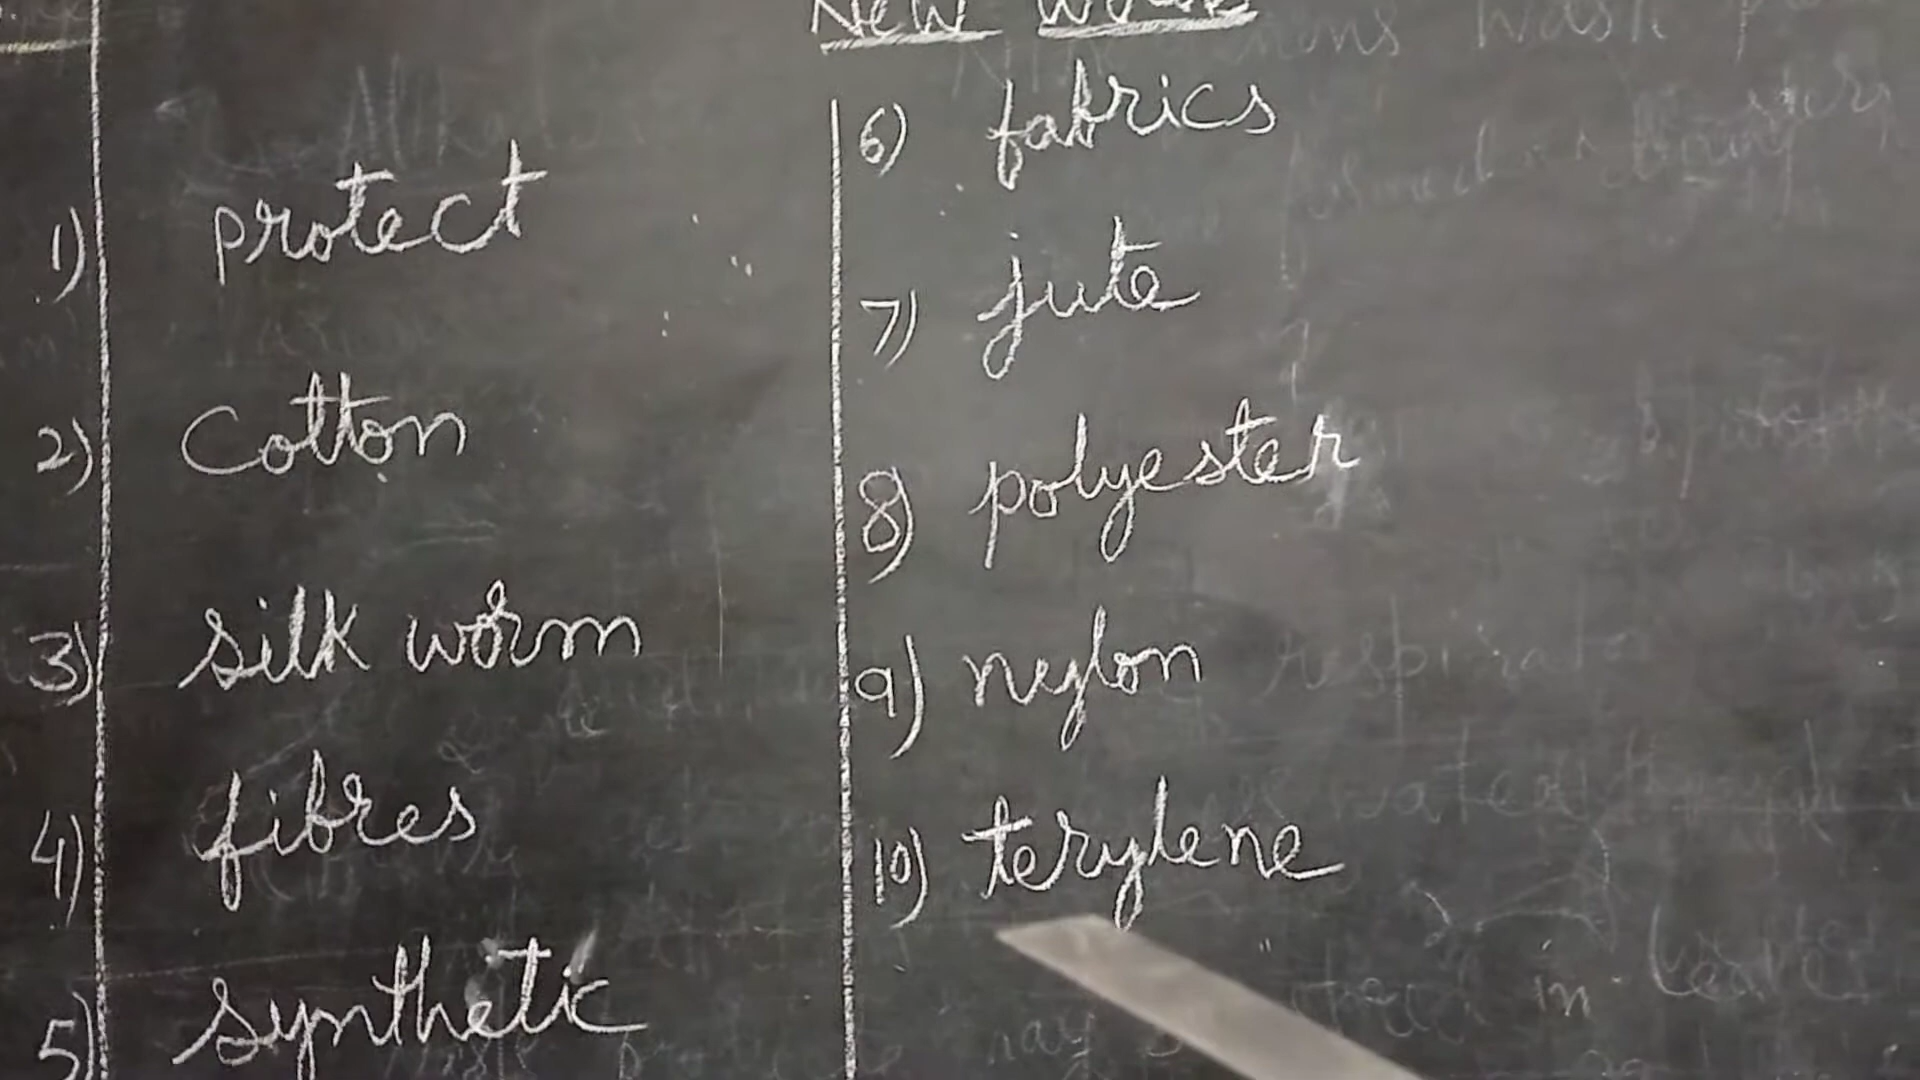 New words
1) protect
2) Cotton
3) silk worm
4) fibres
5) synthetic
6) fabrics
7) jute
8) polyester
9) nylon
10) terylene